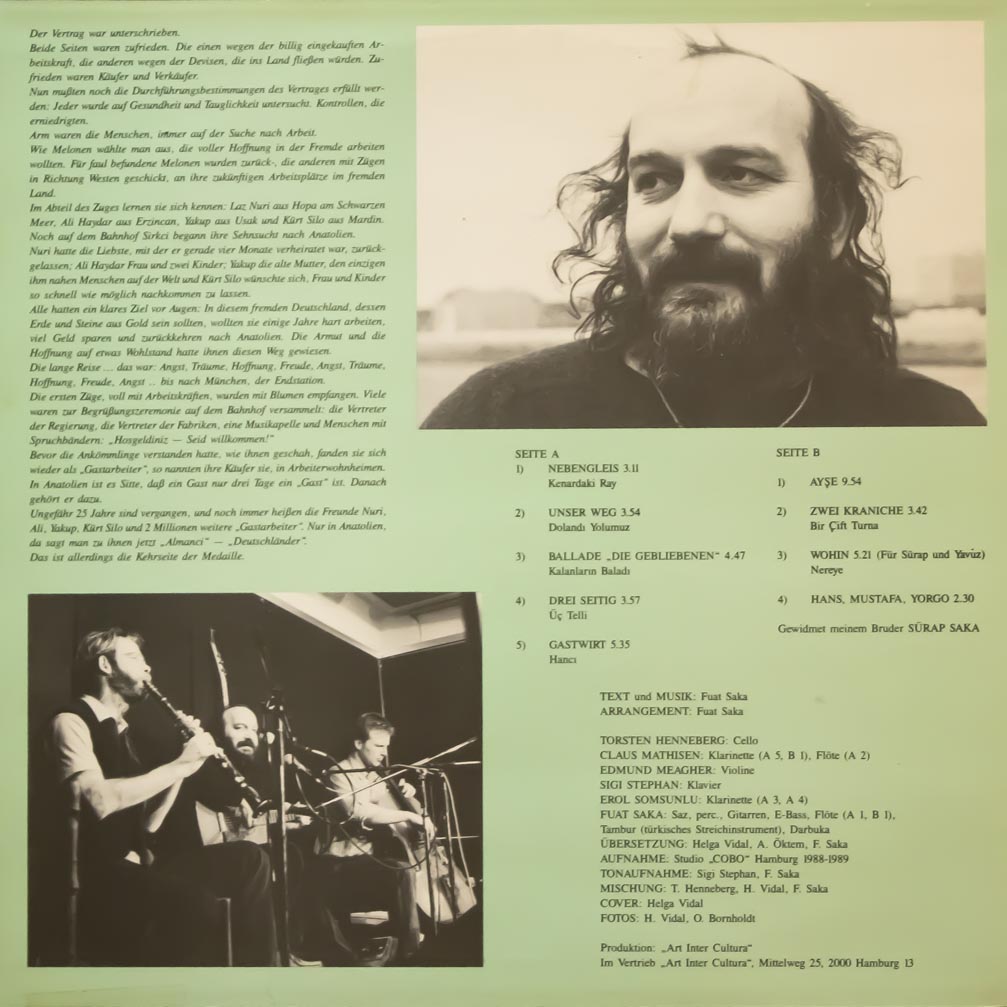 Der Vertrag war unterschrieben.
Beide Seiten waren zufrieden. Die einen wegen der billig eingekauften Ar-
beitskraft, die anderen wegen der Devisen, die ins Land fließen würden. Zu-
frieden waren Käufer und Verkäufer.
Nun mußten noch die Durchführungsbestimmungen des Vertrages erfüllt wer-
den: Jeder wurde auf Gesundheit und Tauglichkeit untersucht. Kontrollen, die
erniedrigten.
Arm waren die Menschen, immer auf der Suche nach Arbeit.
Wie Melonen wählte man aus, die voller Hoffnung in der Fremde arbeiten
wollten. Für faul befundene Melonen wurden zurück-, die anderen mit Zügen
in Richtung Westen geschickt, an ihre zukünftigen Arbeitsplätze im fremden
Land.
Im Abteil des Zuges lernen sie sich kennen: Laz Nuri aus Hopa am Schwarzen
Meer, Ali Haydar aus Erzincan, Yakup aus Usak und Kürt Silo aus Mardin.
Noch auf dem Bahnhof Sirkci begann ihre Sehnsucht nach Anatolien.
Nuri hatte die Liebste, mit der er gerade vier Monate verheiratet war, zurück-
gelassen; Ali Haydar Frau und zwei Kinder; Yakup die alte Mutter, den einzigen
ihm nahen Menschen auf der Welt und Kürt Silo wünschte sich, Frau und Kinder
so schnell wie möglich nachkommen zu lassen.
Alle hatten ein klares Ziel vor Augen: In diesem fremden Deutschland, dessen
Erde und Steine aus Gold sein sollten, wollten sie einige Jahre hart arbeiten,
viel Geld sparen und zurückkehren nach Anatolien. Die Armut und die
Hoffnung auf etwas Wohlstand hatte ihnen diesen Weg gewiesen.
Die lange Reise ... das war: Angst, Träume, Hoffnung, Freude, Angst, Träume,
Hoffnung, Freude, Angst .. bis nach München, der Endstation.
Die ersten Züge, voll mit Arbeitskräften, wurden mit Blumen empfangen. Viele
waren zur Begrüßungszeremonie auf dem Bahnhof versammelt: die Vertreter
der Regierung, die Vertreter der Fabriken, eine Musikapelle und Menschen mit
Spruchbändern: „Hosgeldiniz — Seid willkommen!"
Bevor die Ankömmlinge verstanden hatte, wie ihnen geschah, fanden sie sich
wieder als „Gastarbeiter", so nannten ihre Käufer sie, in Arbeiterwohnheimen.
In Anatolien ist es Sitte, daß ein Gast nur drei Tage ein „Gast" ist. Danach
gehört er dazu.
Ungefähr 25 Jahre sind vergangen, und noch immer heißen die Freunde Nuri,
Ali, Yakup, Kürt Silo und 2 Millionen weitere „Gastarbeiter". Nur in Anatolien,
da sagt man zu ihnen jetzt „Almanci" — „Deutschländer".
Das ist allerdings die Kehrseite der Medaille.
SEITE A
1) NEBENGLEIS 3.11
Kenardaki Ray
2) UNSER WEG 3.54
Dolandı Yolumuz
3) BALLADE „DIE GEBLIEBENEN" 4.47
Kalanların Baladı
4) DREI SEITIG 3.57
Üç Telli
5) GASTWIRT 5.35
Hancı
SEITE B
1) AYŞE 9.54
2) ZWEI KRANICHE 3.42
Bir Çift Turna
3) WOHIN 5.21 (Für Sürap und Yavüz)
Nereye
4) HANS, MUSTAFA, YORGO 2.30
Gewidmet meinem Bruder SÜRAP SAKA
TEXT und MUSIK: Fuat Saka
ARRANGEMENT: Fuat Saka
TORSTEN HENNEBERG: Cello
CLAUS MATHISEN: Klarinette (A 5, B 1), Flöte (A 2)
EDMUND MEAGHER: Violine
SIGI STEPHAN: Klavier
EROL SOMSUNLU: Klarinette (A 3, A 4)
FUAT SAKA: Saz, perc., Gitarren, E-Bass, Flöte (A 1, B 1),
Tambur (türkisches Streichinstrument), Darbuka
ÜBERSETZUNG: Helga Vidal, A. Öktem, F. Saka
AUFNAHME: Studio „COBO" Hamburg 1988-1989
TONAUFNAHME: Sigi Stephan, F. Saka
MISCHUNG: T. Henneberg, H. Vidal, F. Saka
COVER: Helga Vidal
FOTOS: H. Vidal, O. Bornholdt
Produktion: „Art Inter Cultura"
Im Vertrieb „Art Inter Cultura", Mittelweg 25, 2000 Hamburg 13